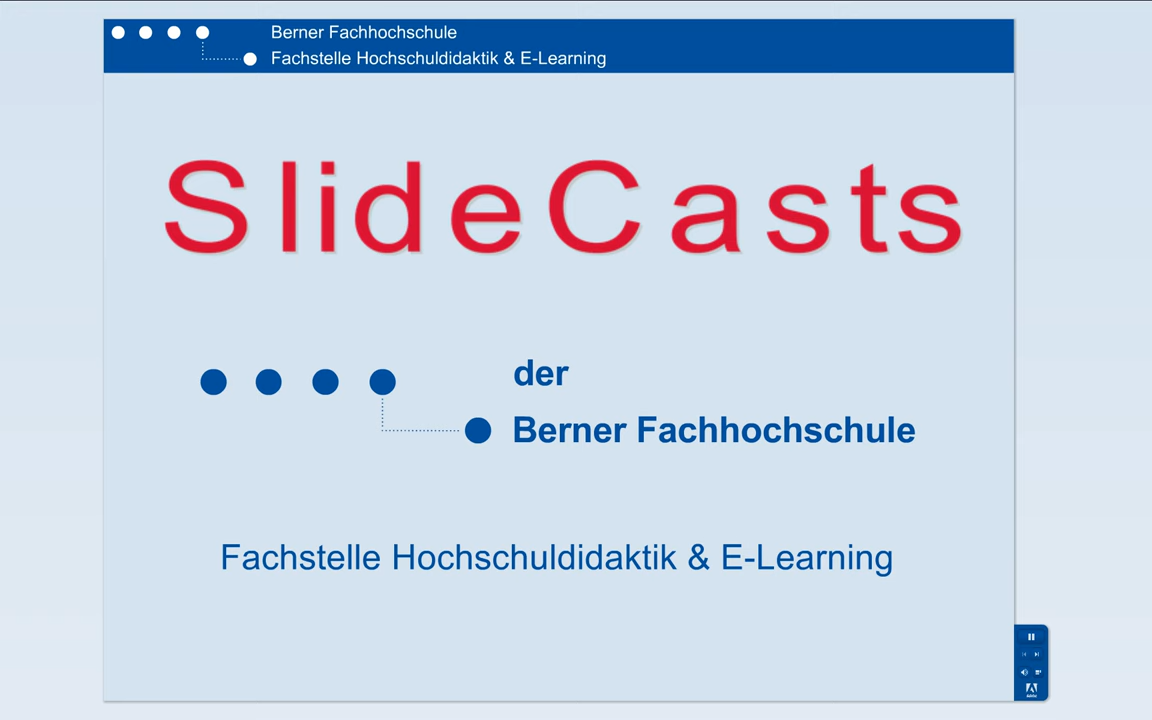 Berner Fachhochschule
Fachstelle Hochschuldidaktik & E-Learning
SlideCasts
der
Berner Fachhochschule
Fachstelle Hochschuldidaktik & E-Learning